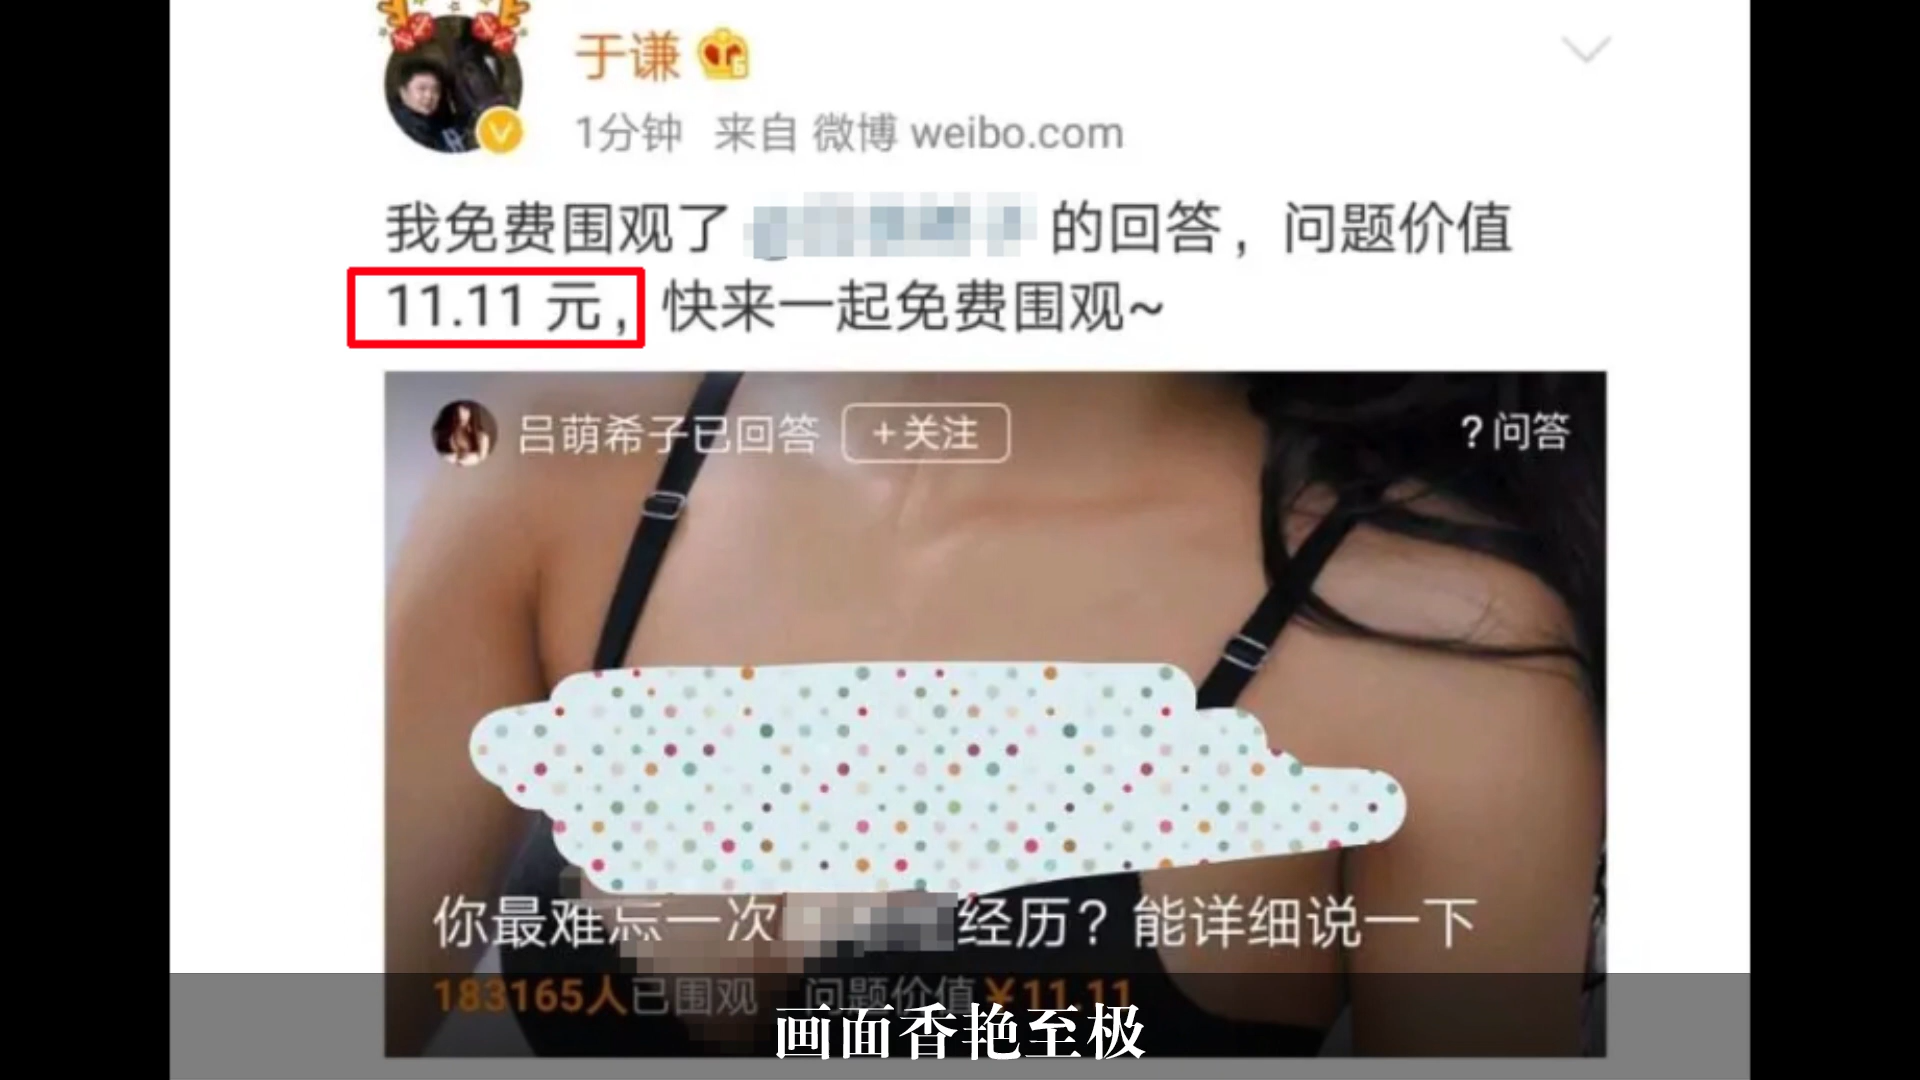 于谦
1分钟 来自 微博 weibo.com
我免费围观了 的回答，问题价值
11.11 元，快来一起免费围观~
吕萌希子已回答 +关注 ?问答
你最难忘一次 经历？能详细说一下
183165人已围观 问题价值¥11.11
画面香艳至极